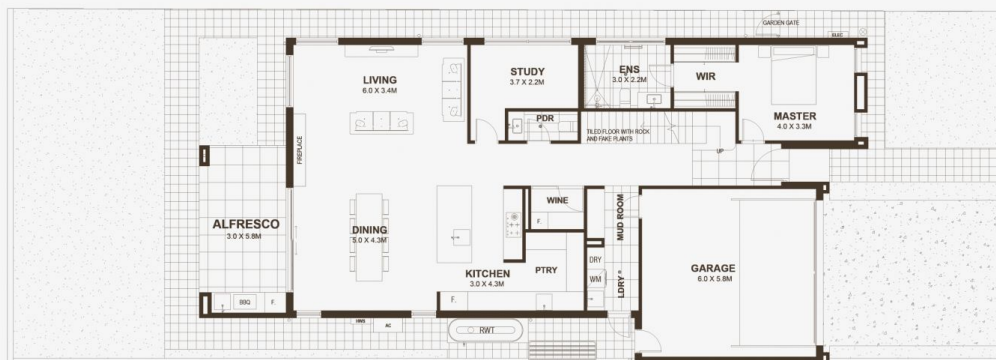 GARDEN GATE
LIVING
6.0 X 3.4M
STUDY
3.7 X 2.2M
ENS
3.0 X 2.2M
WIR
MASTER
4.0 X 3.3M
PDR
TILED FLOOR WITH ROCK
AND FAKE PLANTS
UP
FIREPLACE
ALFRESCO
3.0 X 5.8M
BBQ
F.
DINING
5.0 X 4.3M
KITCHEN
3.0 X 4.3M
F.
WINE
F.
PTRY
MUD ROOM
DRY
WM
LDRY
GARAGE
6.0 X 5.8M
HWS
AC
RWT